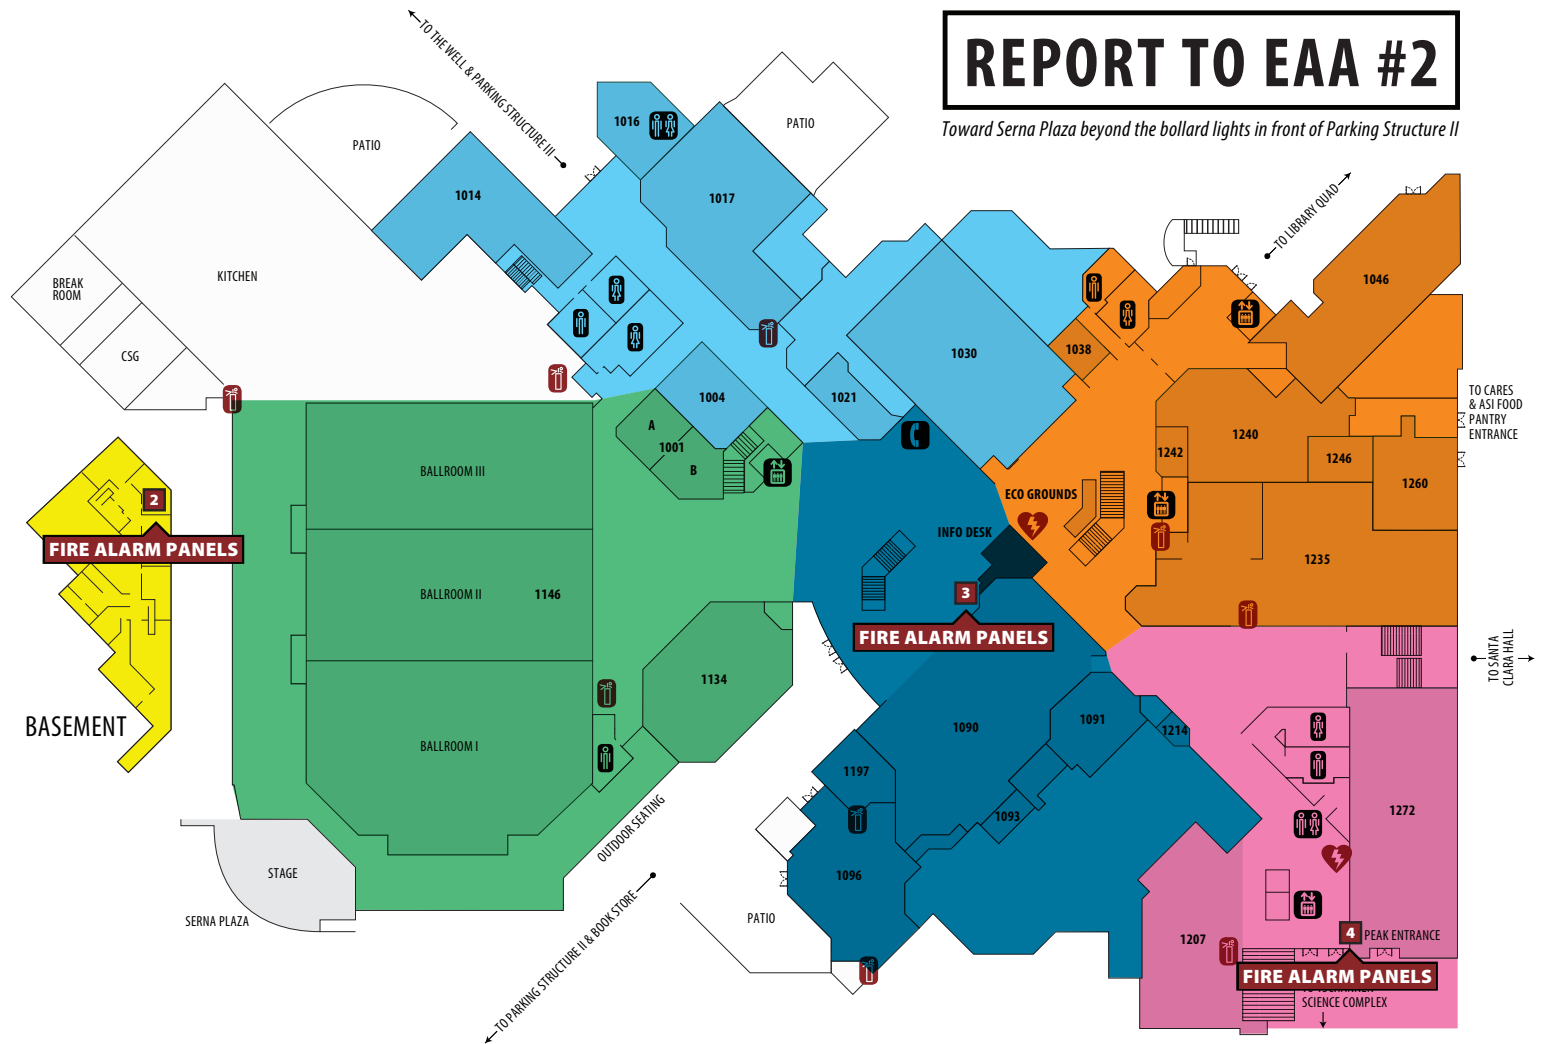 REPORT TO EAA #2
Toward Serna Plaza beyond the bollard lights in front of Parking Structure II
TO THE WELL & PARKING STRUCTURE III
PATIO
PATIO
1016
1017
1014
KITCHEN
BREAK
ROOM
CSG
1004
1021
1030
1038
1046
TO LIBRARY QUAD
TO CARES
& ASI FOOD
PANTRY
ENTRANCE
1240
1242
1246
1260
1235
ECO GROUNDS
INFO DESK
A
1001
B
BALLROOM III
BALLROOM II
1146
BALLROOM I
1134
2
FIRE ALARM PANELS
BASEMENT
3
FIRE ALARM PANELS
TO SANTA
CLARA HALL
1090
1091
1214
1197
1093
1096
1272
1207
STAGE
SERNA PLAZA
OUTDOOR SEATING
TO PARKING STRUCTURE II & BOOK STORE
PATIO
4
PEAK ENTRANCE
FIRE ALARM PANELS
SCIENCE COMPLEX